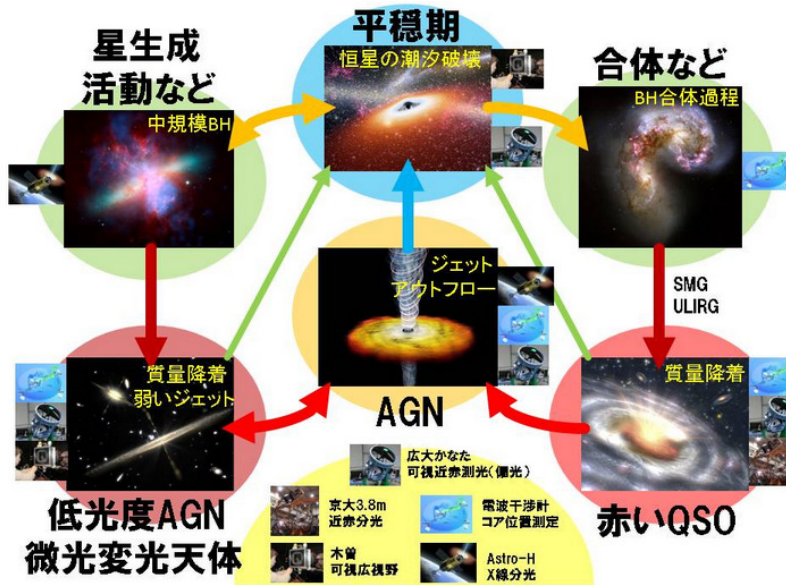 星生成
活動など
中規模BH
平穏期
恒星の潮汐破壊
合体など
BH合体過程
ジェット
アウトフロー
AGN
SMG
ULIRG
質量降着
弱いジェット
低光度AGN
微光変光天体
質量降着
赤いQSO
広大かなた
可視近赤測光(偏光)
京大3.8m
近赤分光
電波干渉計
コア位置測定
木曽
可視広視野
Astro-H
X線分光